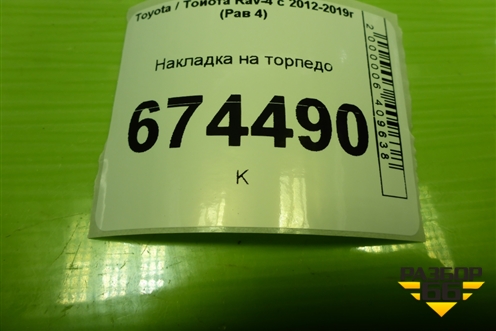 Toyota / Тойота Rav-4 с 2012-2019г
(Рав 4)
Накладка на торпедо
674490
К
2000006409638
РАЗБОР
66